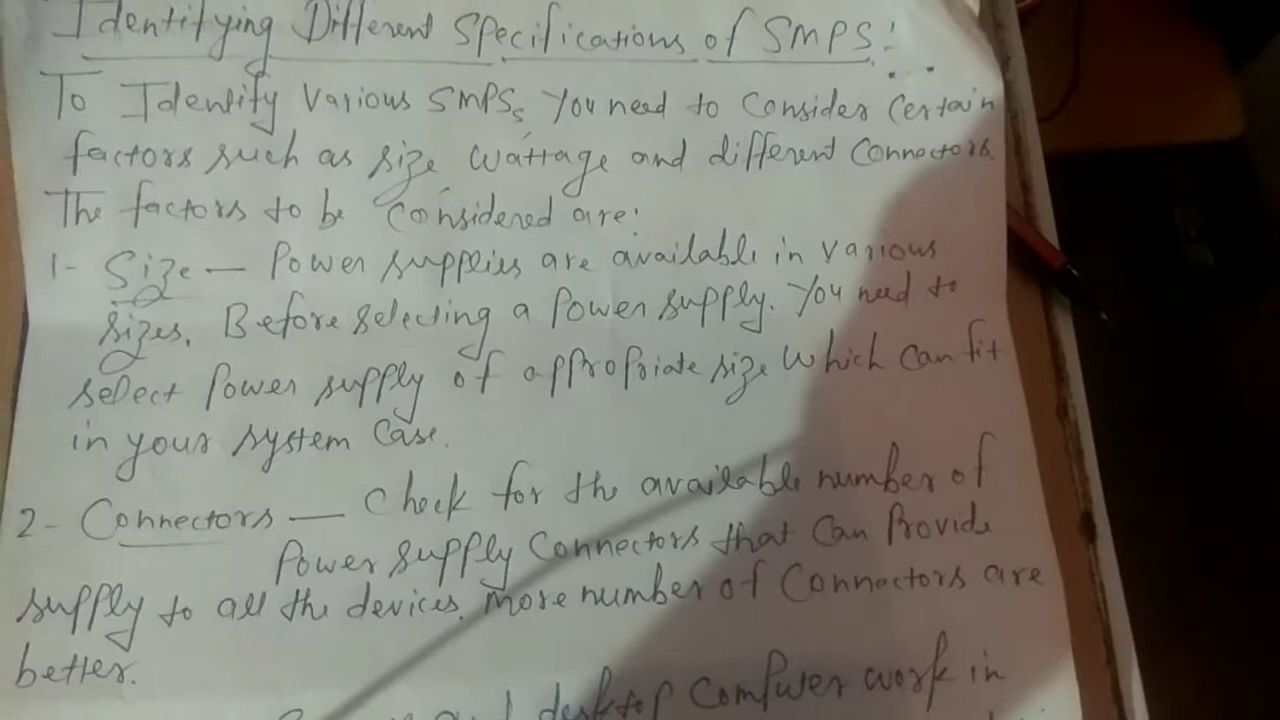 Identifying Different Specifications of SMPS:
To Identify Various SMPSs, You need to Consider Certain
factors such as size, wattage and different Connectors.
The factors to be Considered are:
1- Size — Power supplies are available in various
sizes. Before selecting a Power supply. You need to
select Power supply of appropriate size which can fit
in your system Case.
2- Connectors — Check for the available number of
Power supply Connectors that Can Provide
supply to all the devices. More number of Connectors are
better.
desktop Computer work in